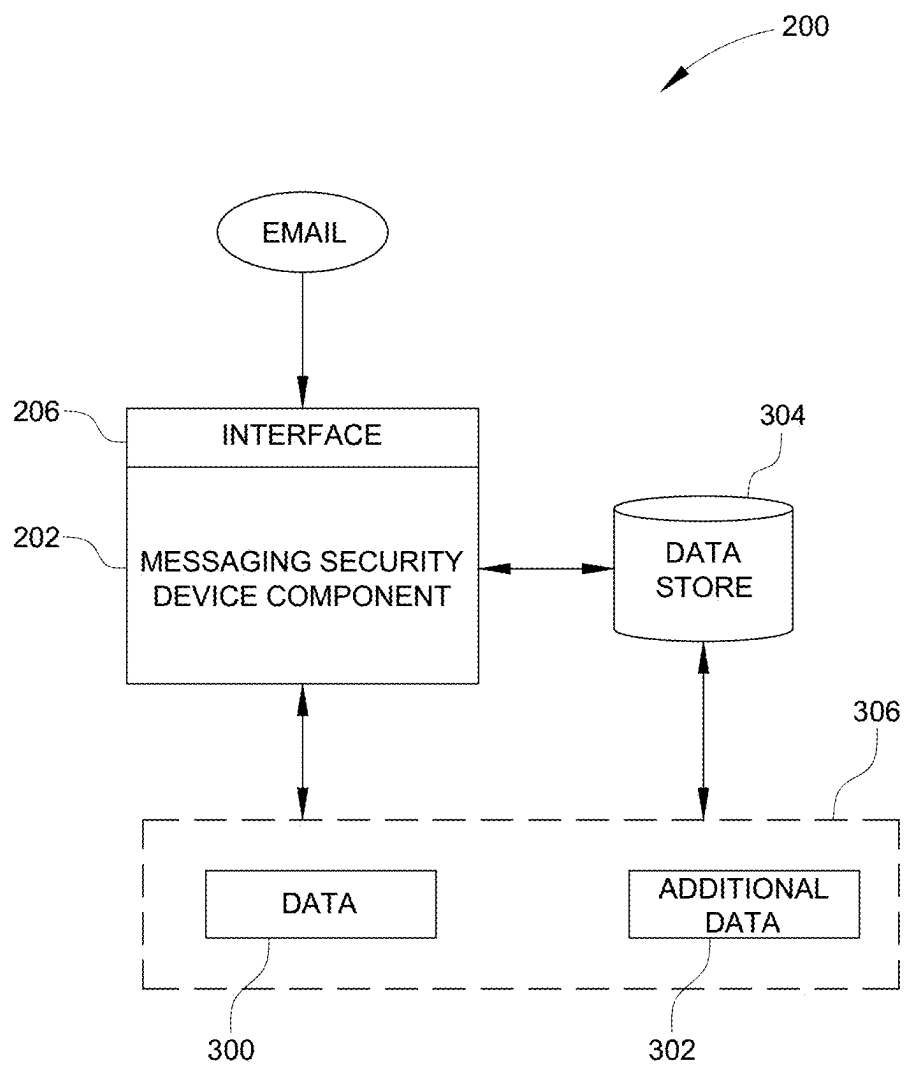 200
EMAIL
206
INTERFACE
304
202
MESSAGING SECURITY
DEVICE COMPONENT
DATA
STORE
306
DATA
ADDITIONAL
DATA
300
302